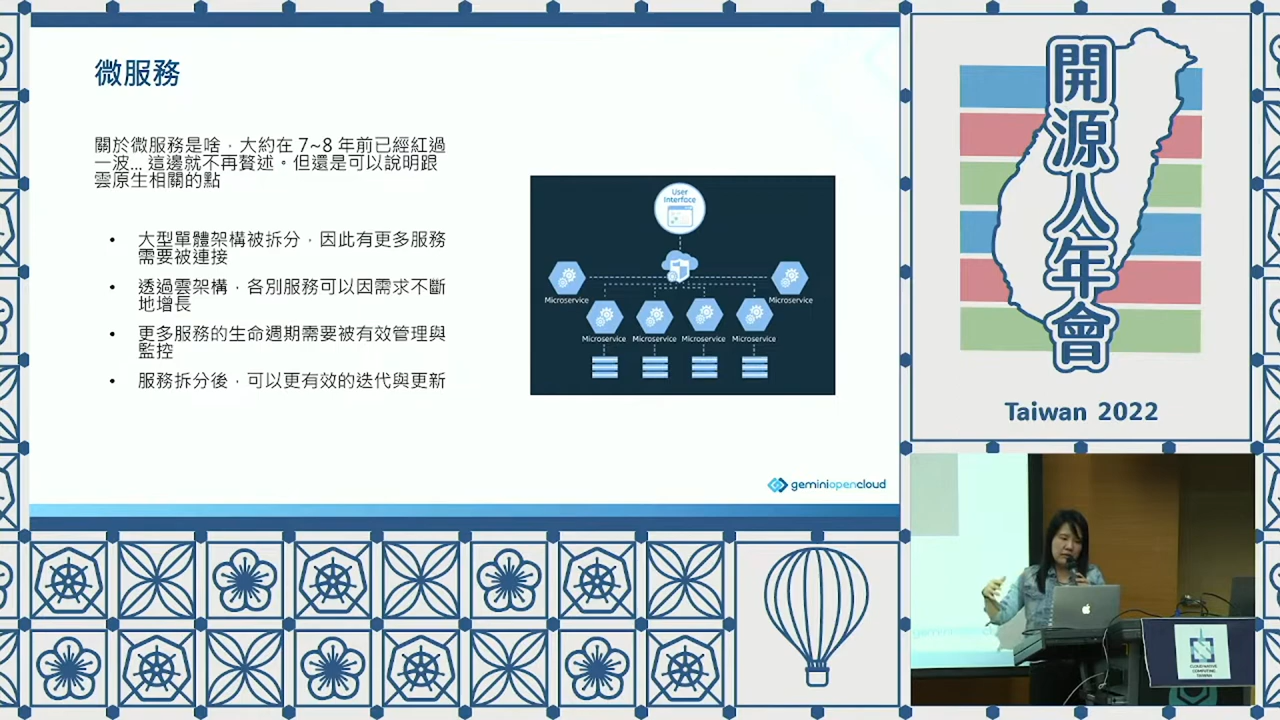 微服務
關於微服務是啥，大約在 7~8 年前已經紅過
一波... 這邊就不再贅述。但還是可以說明跟
雲原生相關的點
• 大型單體架構被拆分，因此有更多服務
需要被連接
• 透過雲架構，各別服務可以因需求不斷
地增長
• 更多服務的生命週期需要被有效管理與
監控
• 服務拆分後，可以更有效的迭代與更新
User
Interface
Microservice
Microservice
Microservice
Microservice
Microservice
Microservice
geminiopencloud
開源人年會
Taiwan 2022
CLOUD NATIVE
COMPUTING
TAIWAN